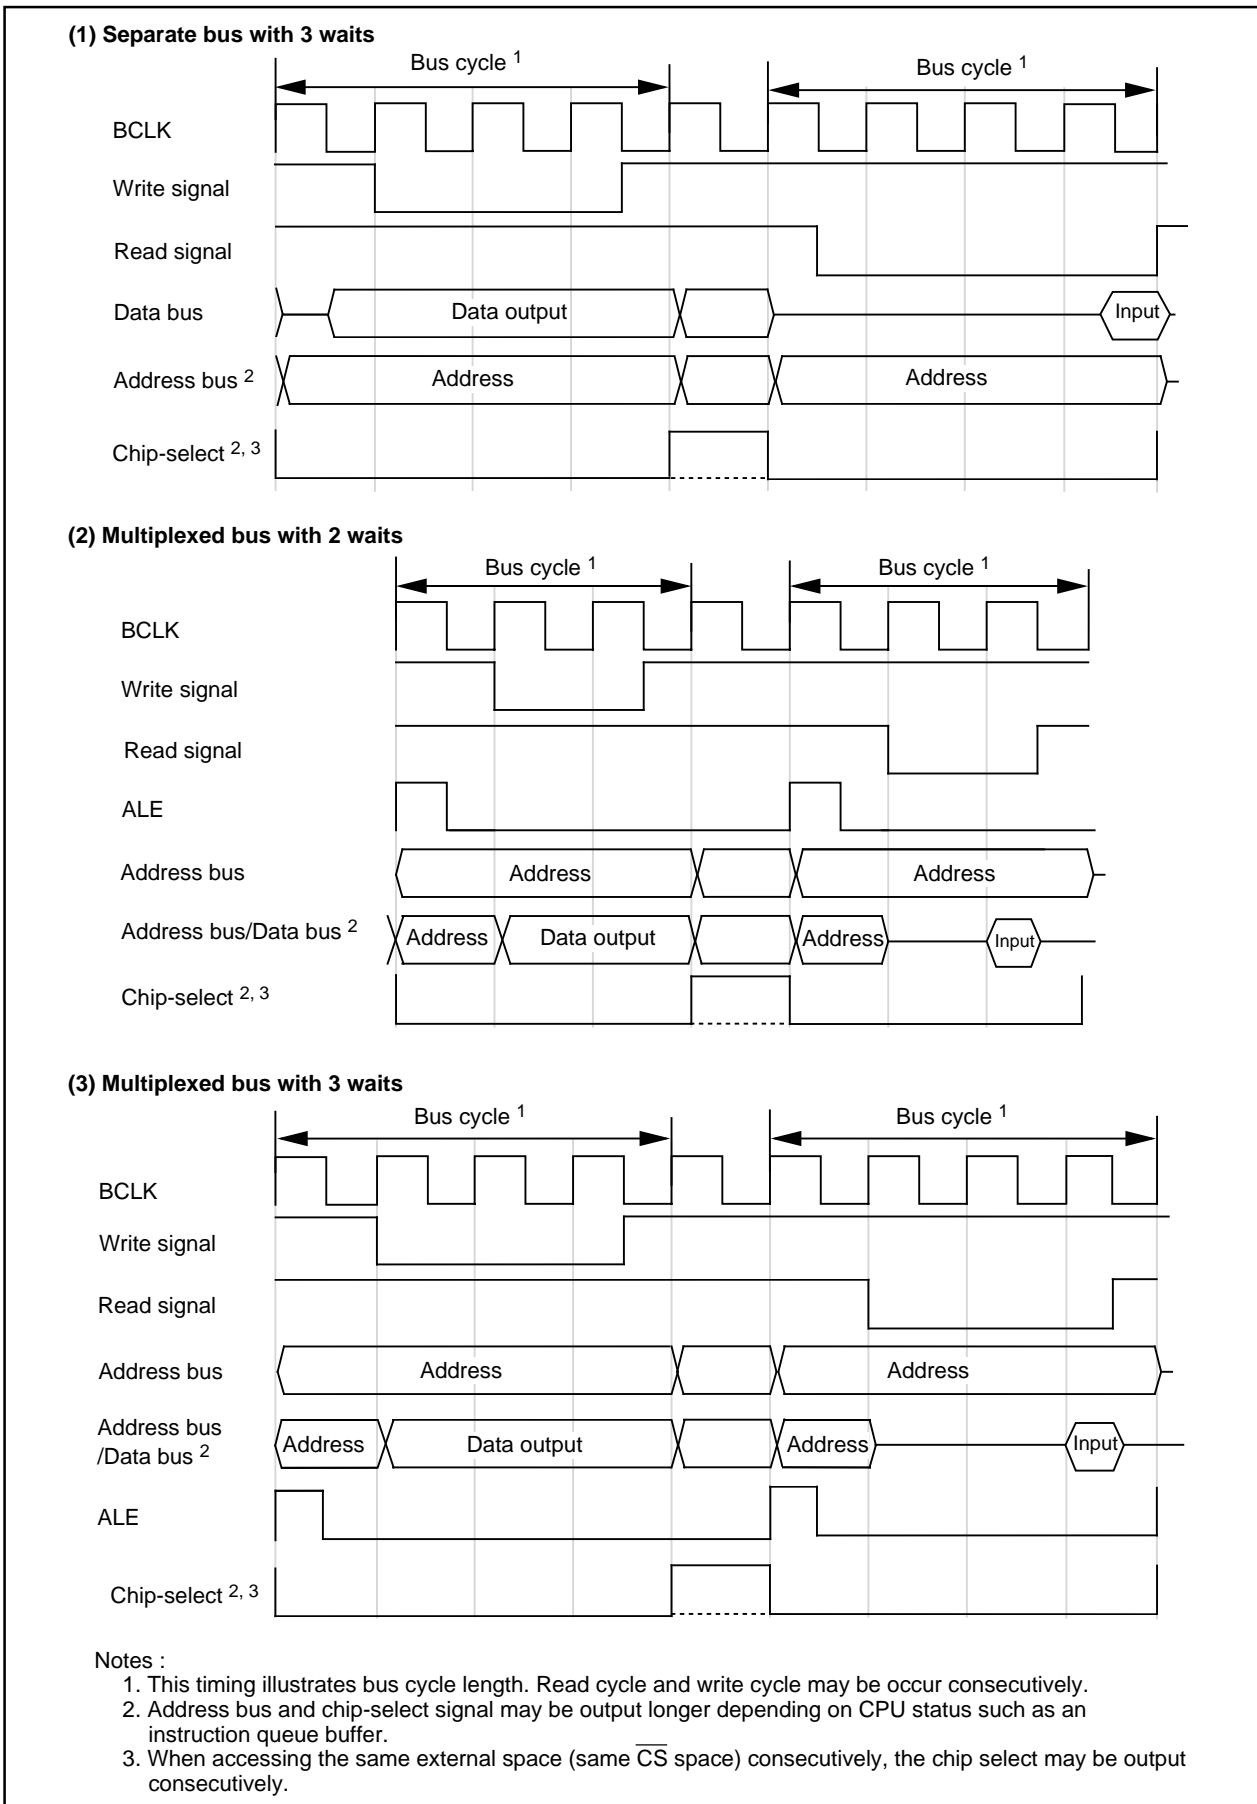 (1) Separate bus with 3 waits
Bus cycle 1
Bus cycle 1
BCLK
Write signal
Read signal
Data bus
Data output
Input
Address bus 2
Address
Address
Chip-select 2, 3
(2) Multiplexed bus with 2 waits
Bus cycle 1
Bus cycle 1
BCLK
Write signal
Read signal
ALE
Address bus
Address
Address
Address bus/Data bus 2
Address
Data output
Address
Input
Chip-select 2, 3
(3) Multiplexed bus with 3 waits
Bus cycle 1
Bus cycle 1
BCLK
Write signal
Read signal
Address bus
Address
Address
Address bus
/Data bus 2
Address
Data output
Address
Input
ALE
Chip-select 2, 3
Notes :
1. This timing illustrates bus cycle length. Read cycle and write cycle may be occur consecutively.
2. Address bus and chip-select signal may be output longer depending on CPU status such as an
instruction queue buffer.
3. When accessing the same external space (same C̅S̅ space) consecutively, the chip select may be output
consecutively.